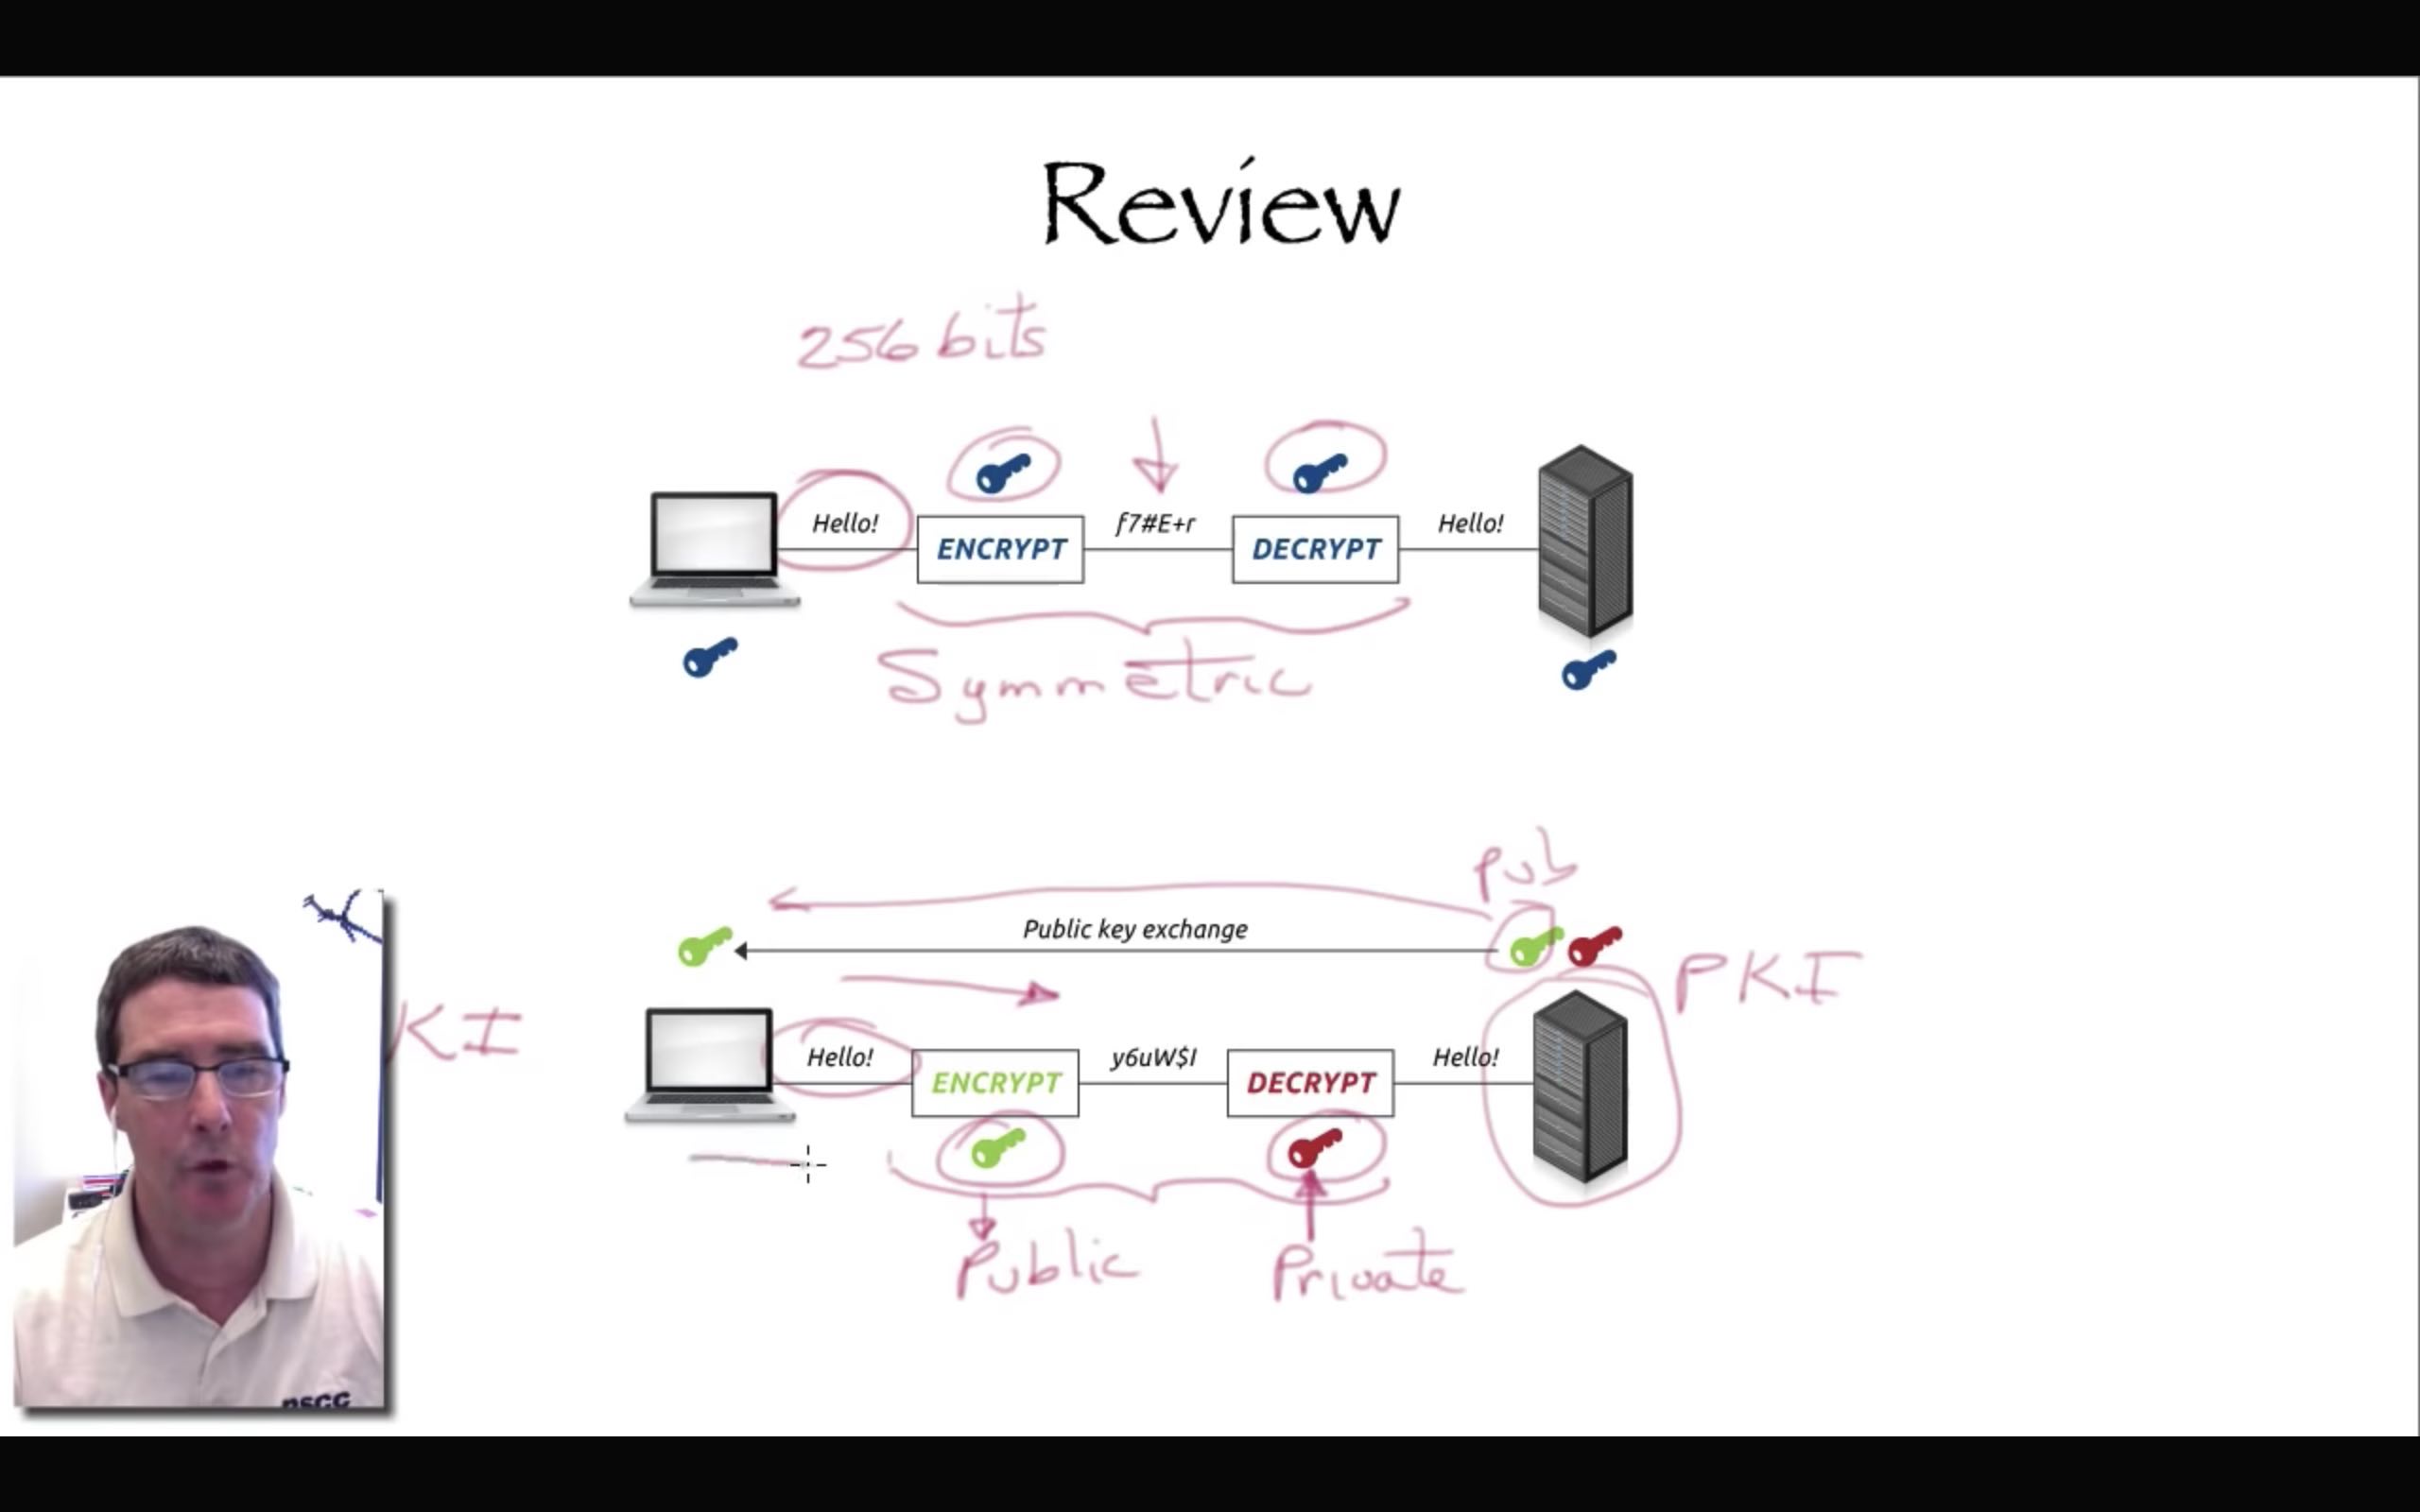 Review
256 bits
Hello!
ENCRYPT
f7#E+r
DECRYPT
Hello!
Symmetric
Pub
Public key exchange
PKI
KI
Hello!
ENCRYPT
y6uW$I
DECRYPT
Hello!
Public
Private
nscc